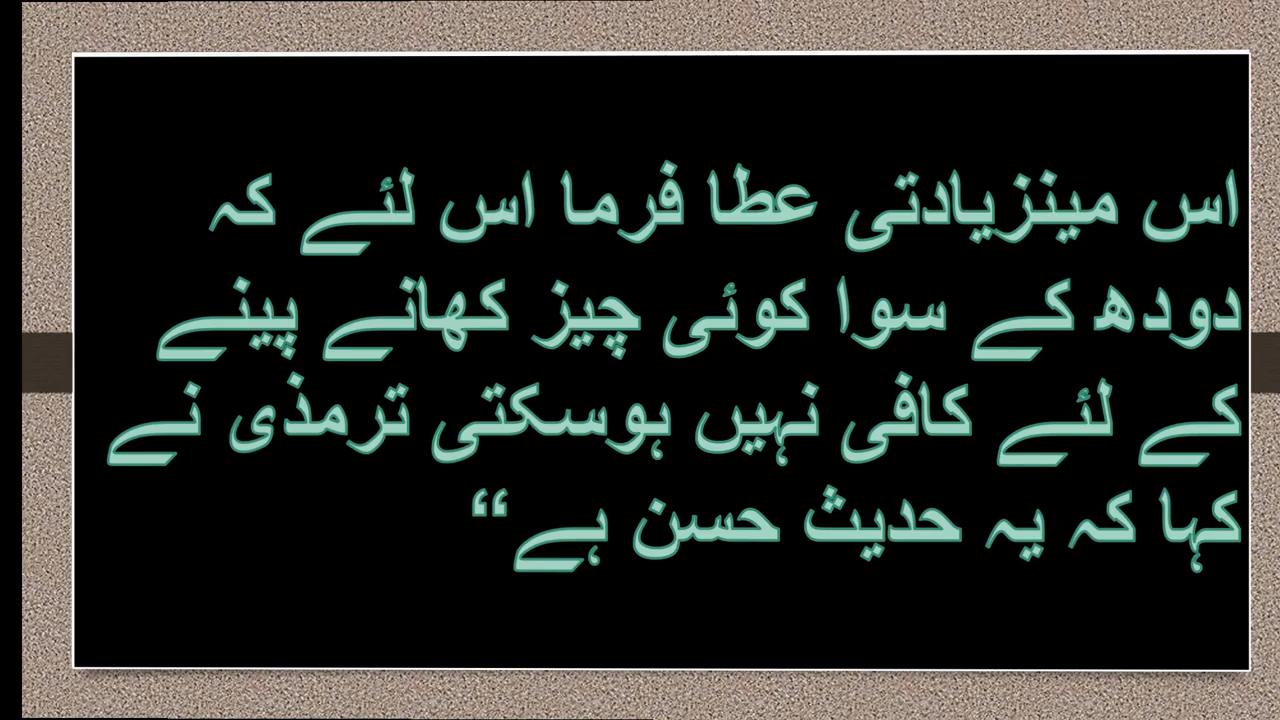 اس مینزیادتی عطا فرما اس لئے کہ
دودھ کے سوا کوئی چیز کھانے پینے
کے لئے کافی نہیں ہوسکتی ترمذی نے
کہا کہ یہ حدیث حسن ہے“